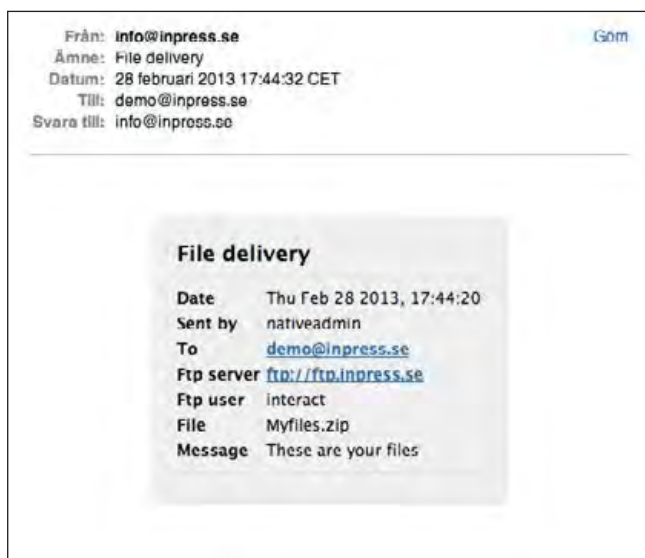 Från: info@inpress.se Göm
Ämne: File delivery
Datum: 28 februari 2013 17:44:32 CET
Till: demo@inpress.se
Svara till: info@inpress.se
File delivery
Date Thu Feb 28 2013, 17:44:20
Sent by nativeadmin
To demo@inpress.se
Ftp server ftp://ftp.inpress.se
Ftp user interact
File Myfiles.zip
Message These are your files